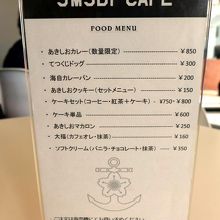 JMSDF CAFE
FOOD MENU
・あきしおカレー(数量限定) ¥850
・てつくじドッグ ¥300
・海自カレーパン ¥200
・あきしおクッキー(セットメニュー) ¥150
・ケーキセット(コーヒー・紅茶+ケーキ) ・¥750~¥800
・ケーキ単品 ¥600
・あきしおマカロン ¥250
・大福(カフェオレ・抹茶) ¥160
・ソフトクリーム(バニラ・チョコレート・抹茶) ¥350